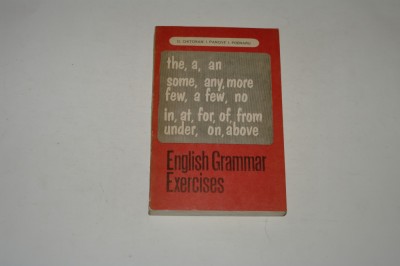 the, a, an
some, any, more
few, a few, no
in, at, for, of, from
under, on, above
English Grammar
Exercises